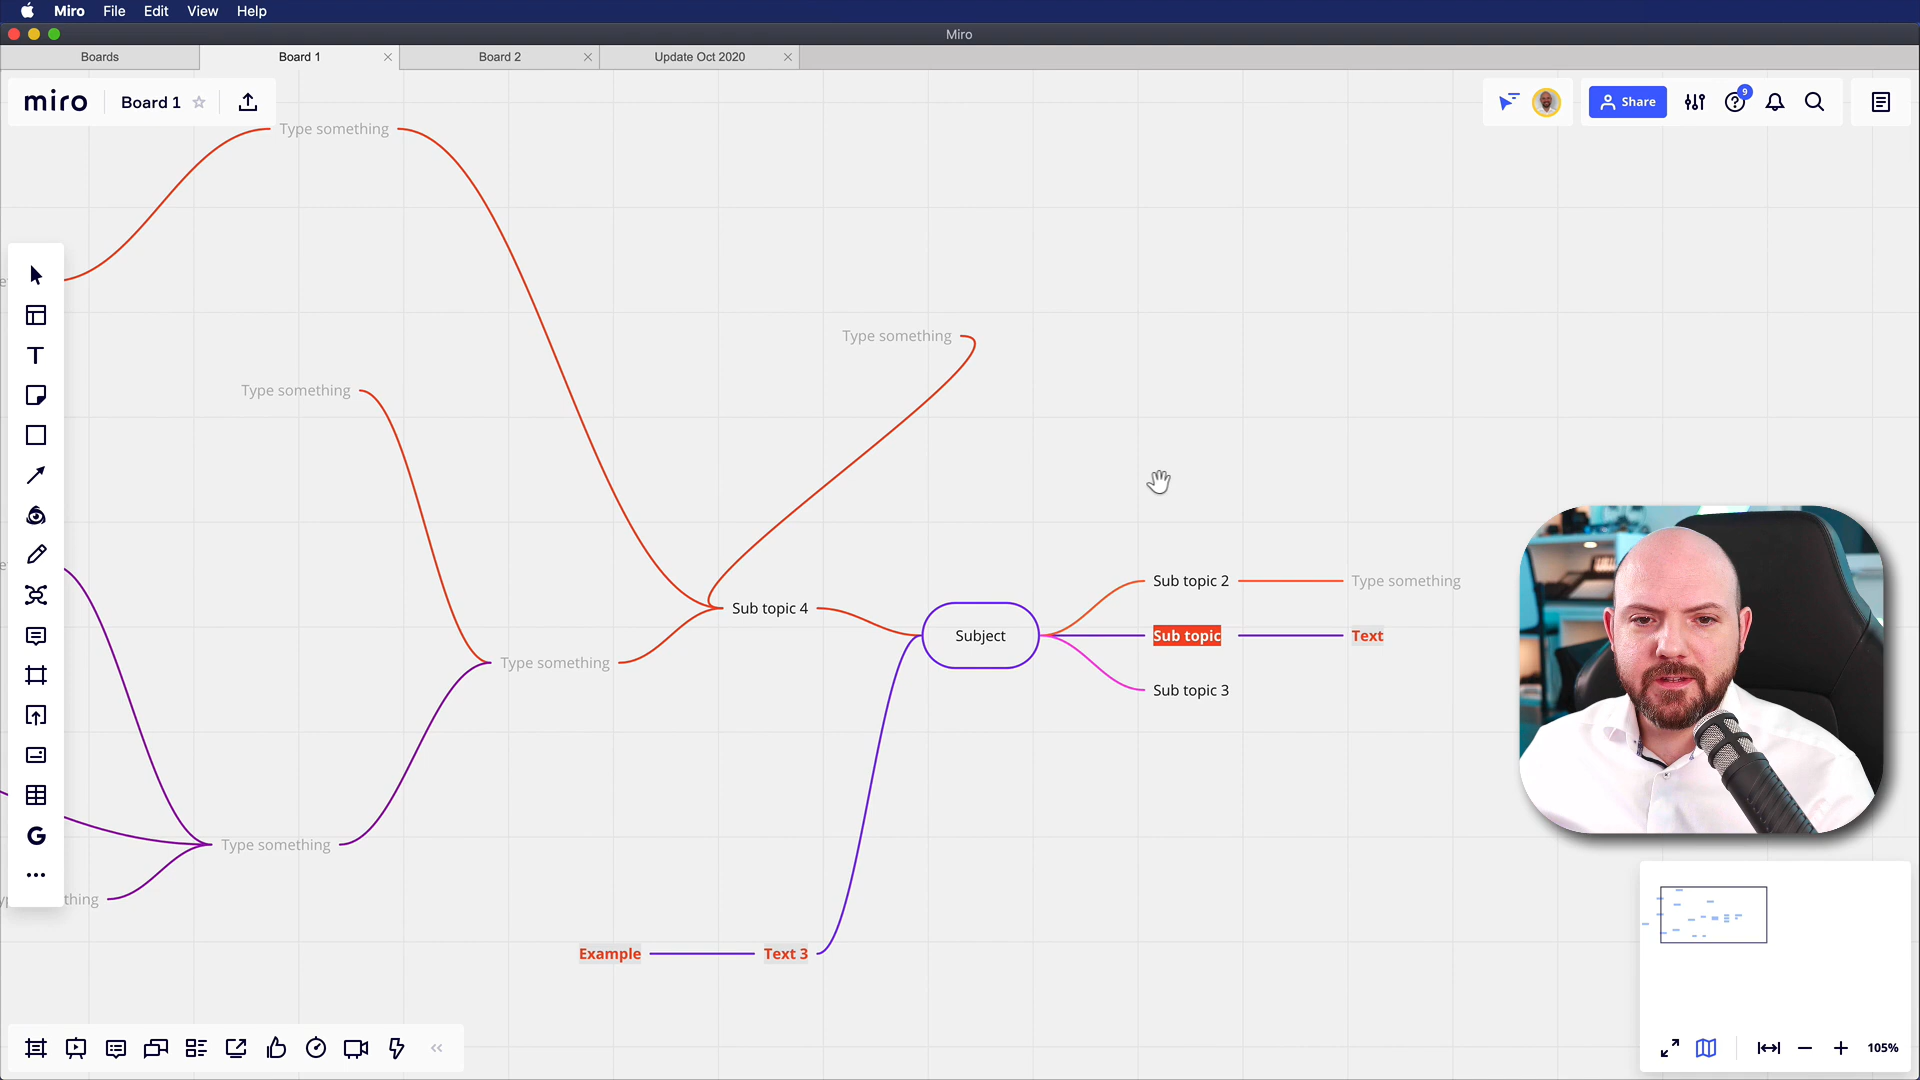 Miro File Edit View Help
Miro
Boards Board 1 Board 2 Update Oct 2020
miro Board 1 Share 9
Type something
Type something
Type something
Sub topic 2 Type something
Sub topic 4
Subject Sub topic Text
Type something
Sub topic 3
Type something
thing
Example Text 3
105%